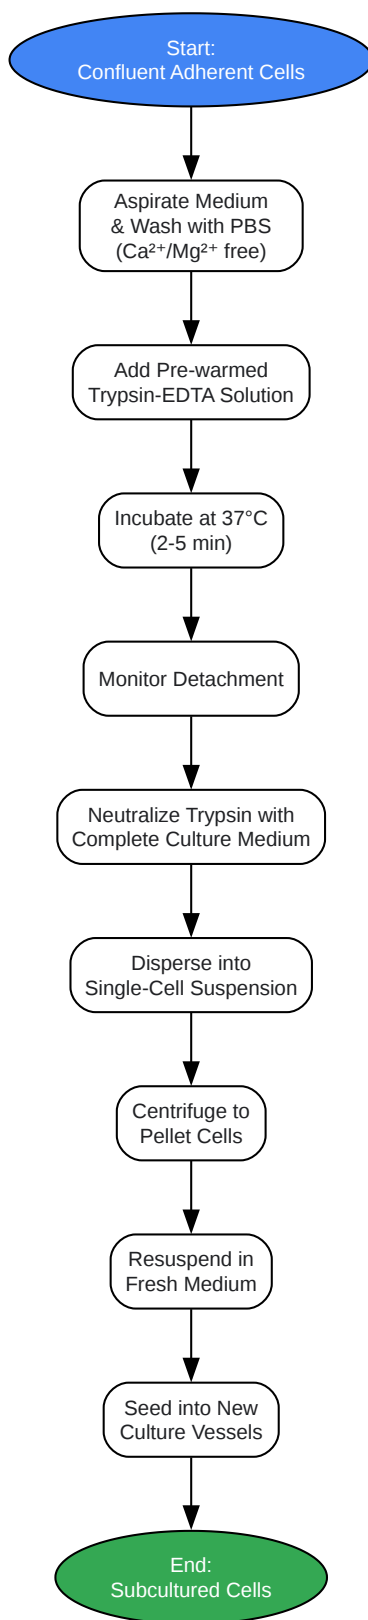 Start:
Confluent Adherent Cells
Aspirate Medium
& Wash with PBS
(Ca²⁺/Mg²⁺ free)
Add Pre-warmed
Trypsin-EDTA Solution
Incubate at 37°C
(2-5 min)
Monitor Detachment
Neutralize Trypsin with
Complete Culture Medium
Disperse into
Single-Cell Suspension
Centrifuge to
Pellet Cells
Resuspend in
Fresh Medium
Seed into New
Culture Vessels
End:
Subcultured Cells